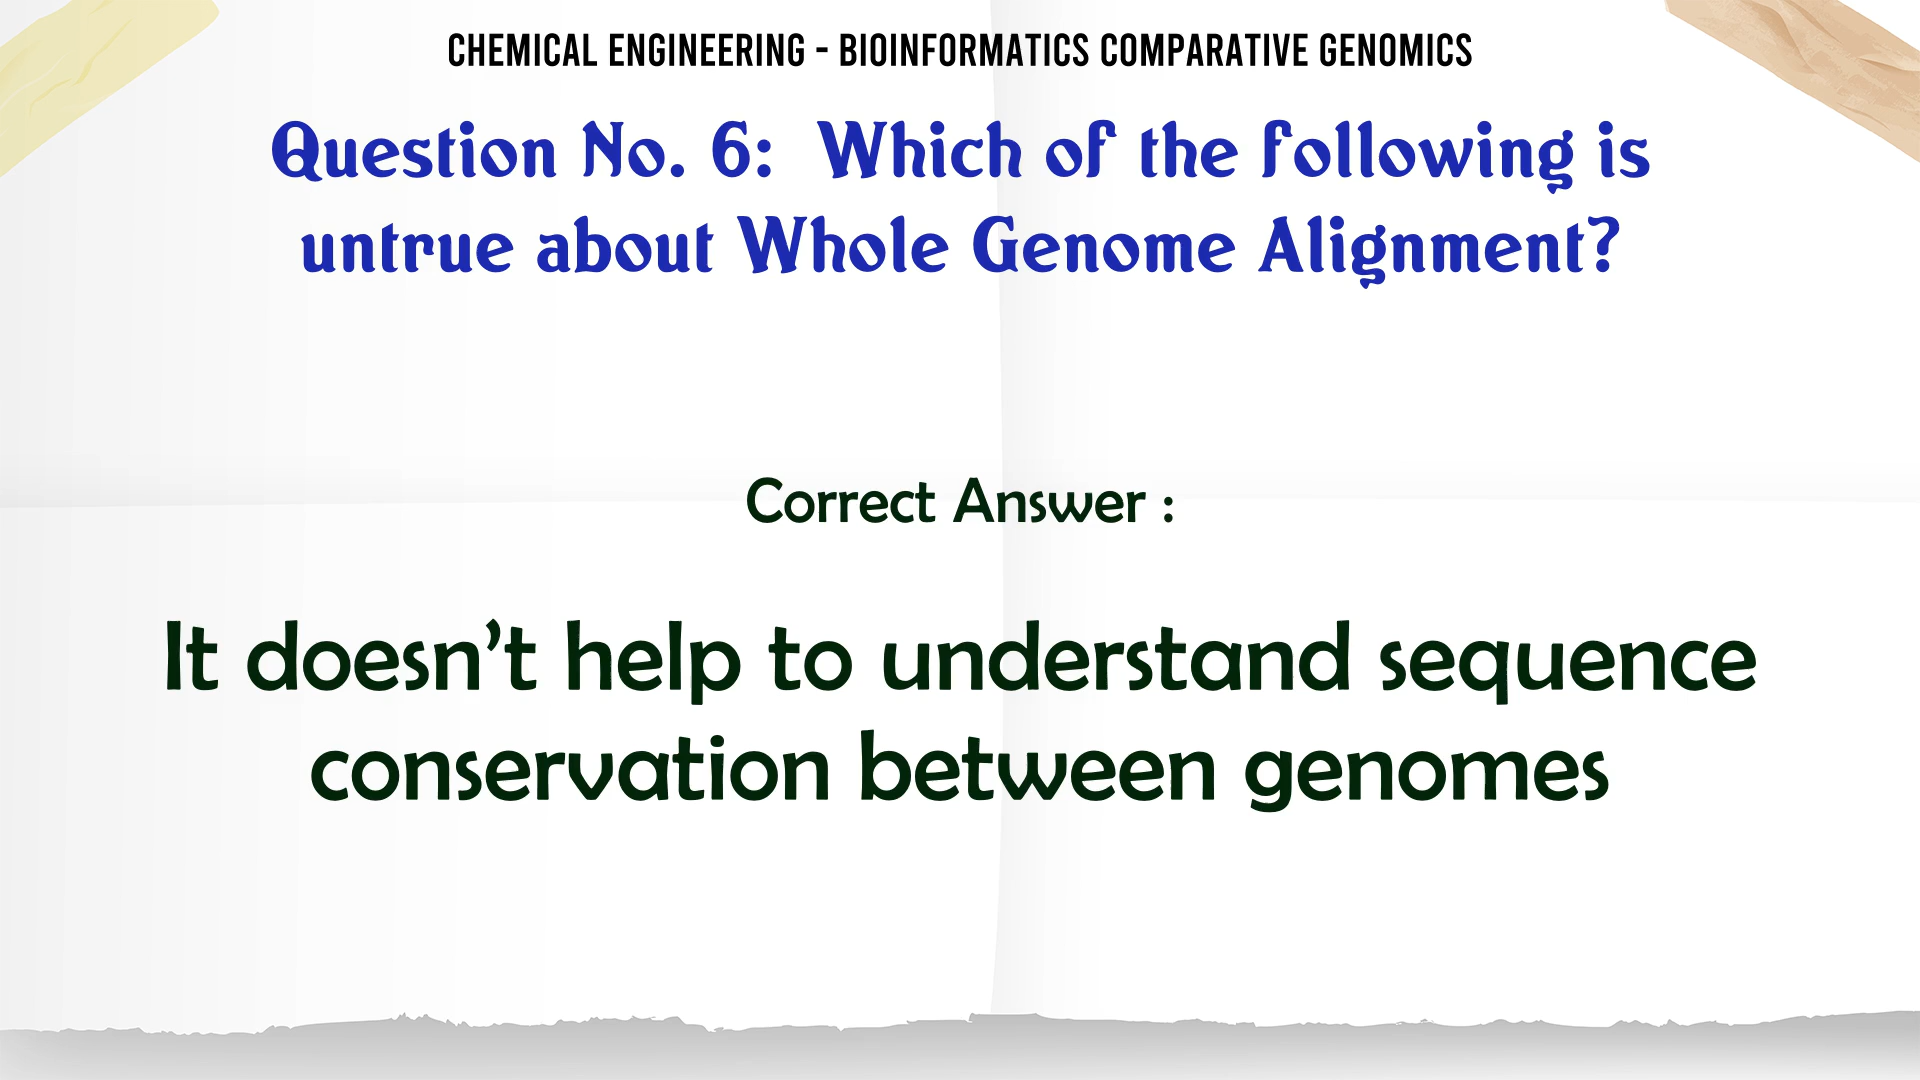 CHEMICAL ENGINEERING - BIOINFORMATICS COMPARATIVE GENOMICS
Question No. 6: Which of the following is
untrue about Whole Genome Alignment?
Correct Answer :
It doesn’t help to understand sequence
conservation between genomes